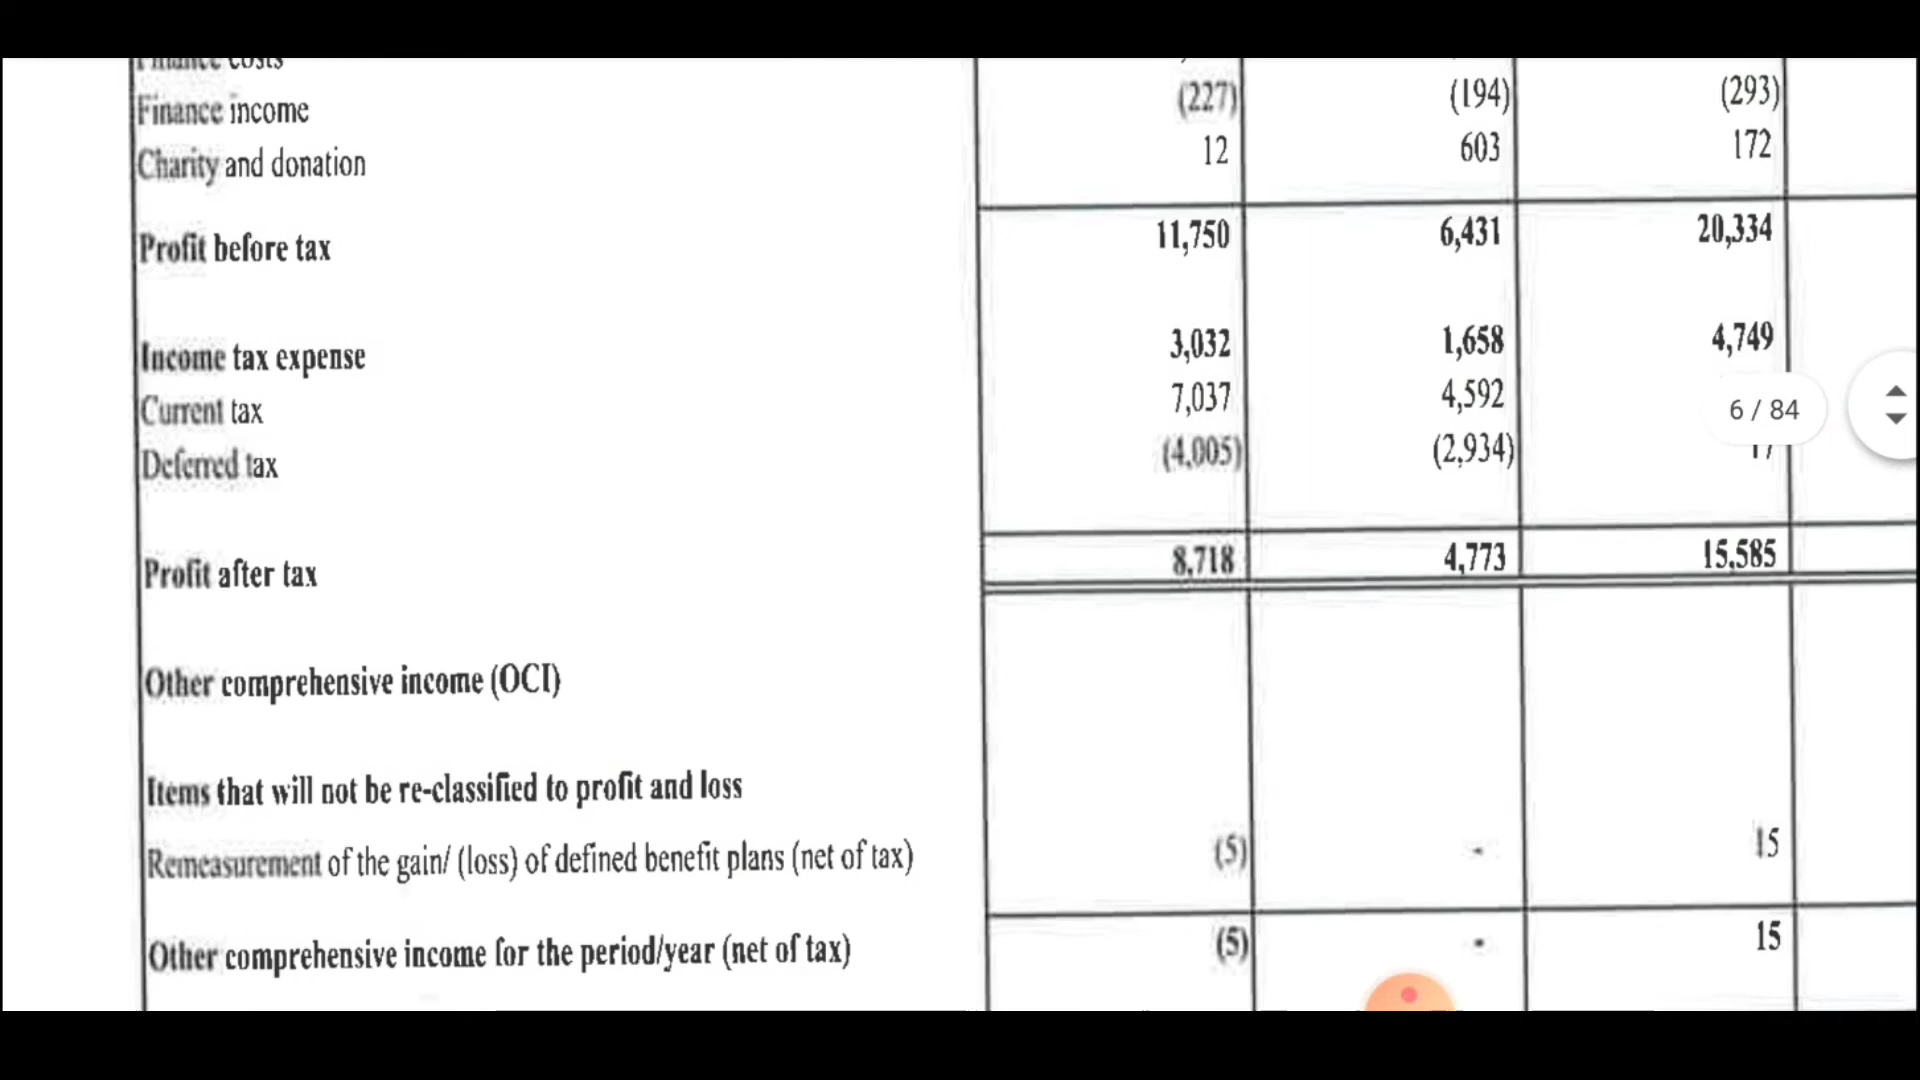 Finance costs
Finance income (227) (194) (293)
Charity and donation 12 603 172
Profit before tax 11,750 6,431 20,334
Income tax expense 3,032 1,658 4,749
Current tax 7,037 4,592
6 / 84
Deferred tax (4,005) (2,934) 17
Profit after tax 8,718 4,773 15,585
Other comprehensive income (OCI)
Items that will not be re-classified to profit and loss
Remeasurement of the gain/ (loss) of defined benefit plans (net of tax) (5) - 15
Other comprehensive income for the period/year (net of tax) (5) - 15